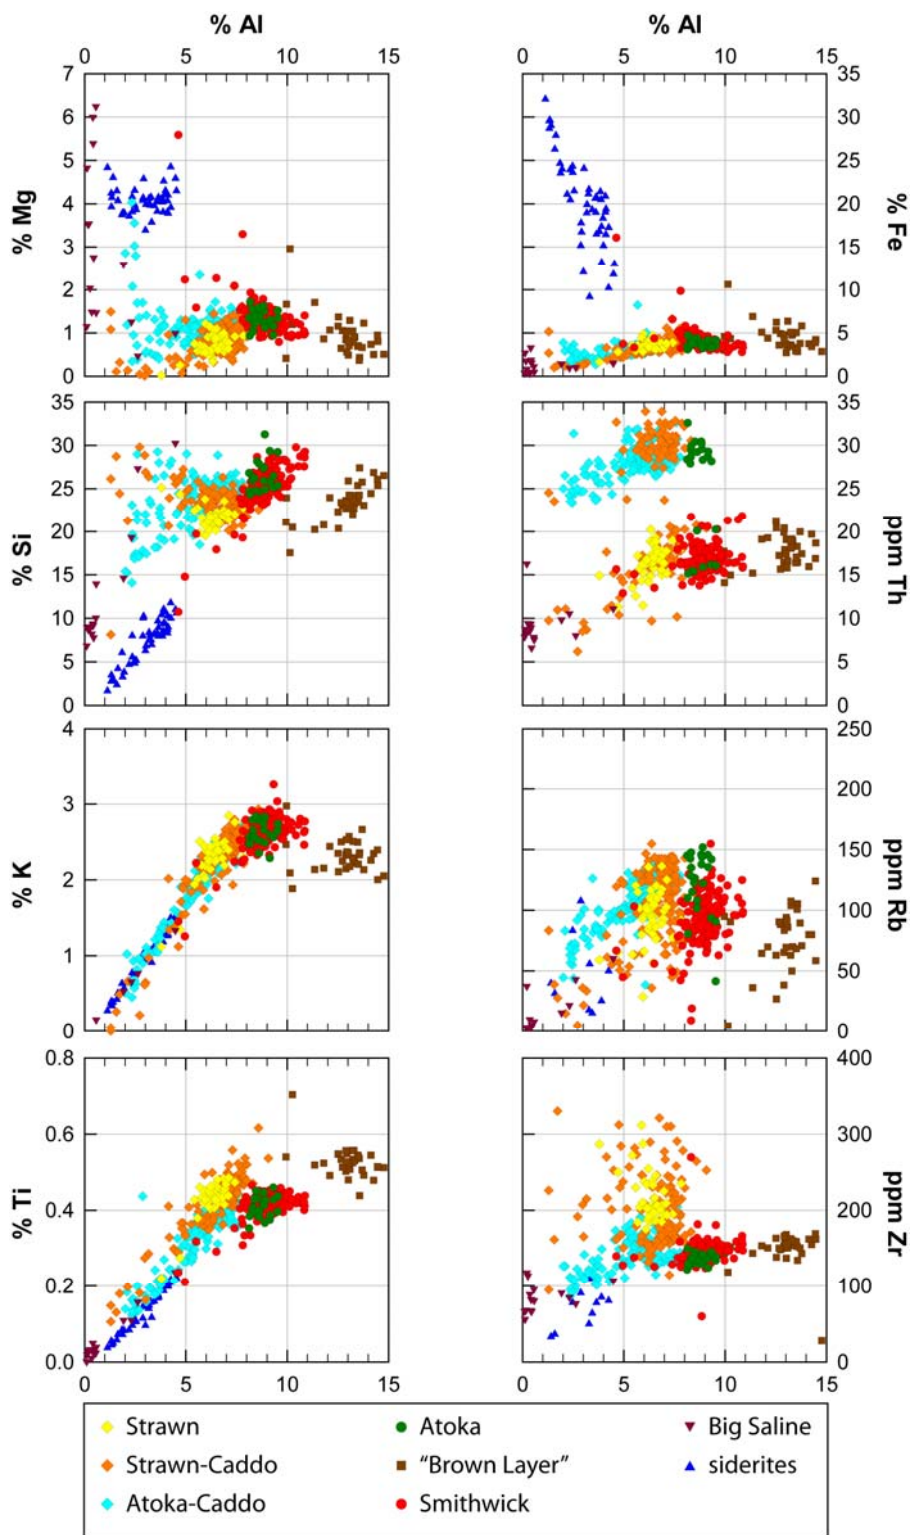 % Al % Al
0 5 10 15 0 5 10 15
7 35
6 30
5 25
4 20
3 15
2 10
1 5
0 0
% Mg % Fe
35 35
30 30
25 25
20 20
15 15
10 10
5 5
0 0
% Si ppm Th
4 250
3 200
2 150
1 100
0 50
0
% K ppm Rb
0.8 400
0.6 300
0.4 200
0.2 100
0.0 0
% Ti ppm Zr
0 5 10 15 0 5 10 15
Strawn Atoka Big Saline
Strawn-Caddo “Brown Layer” siderites
Atoka-Caddo Smithwick